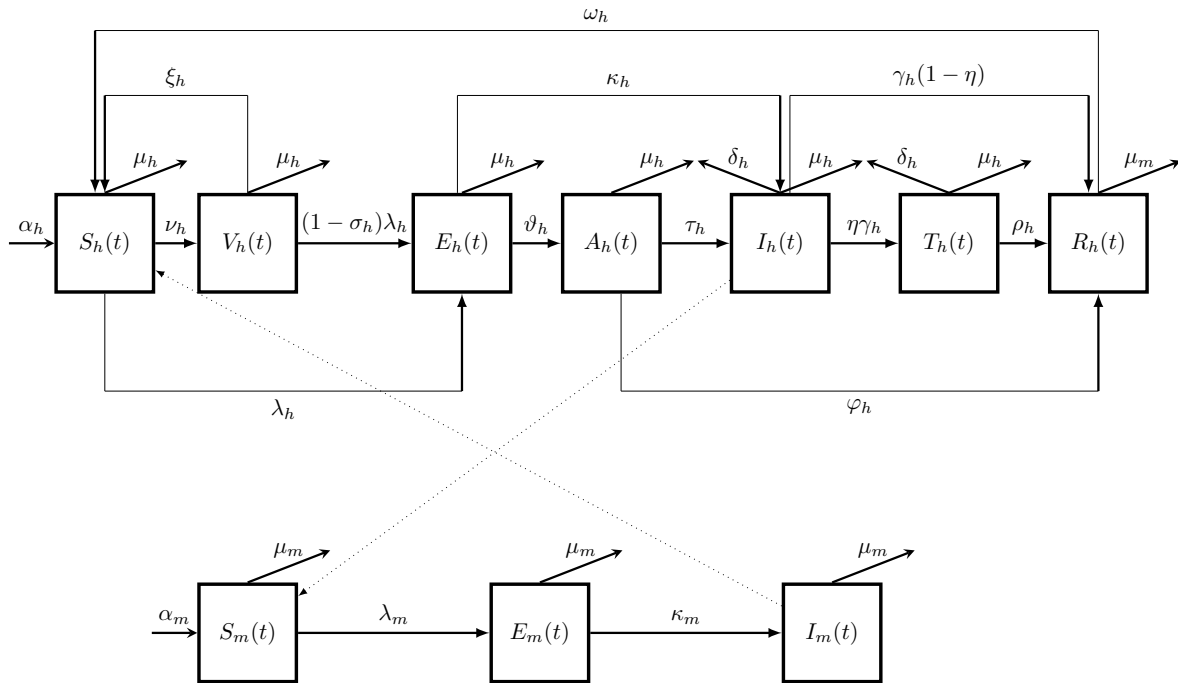 ω_h
ξ_h
κ_h
γ_h(1 − η)
μ_h
μ_h
μ_h
μ_h
δ_h
μ_h
δ_h
μ_h
μ_m
α_h
S_h(t)
ν_h
V_h(t)
(1 − σ_h)λ_h
E_h(t)
ϑ_h
A_h(t)
τ_h
I_h(t)
ηγ_h
T_h(t)
ρ_h
R_h(t)
λ_h
φ_h
μ_m
μ_m
μ_m
α_m
S_m(t)
λ_m
E_m(t)
κ_m
I_m(t)